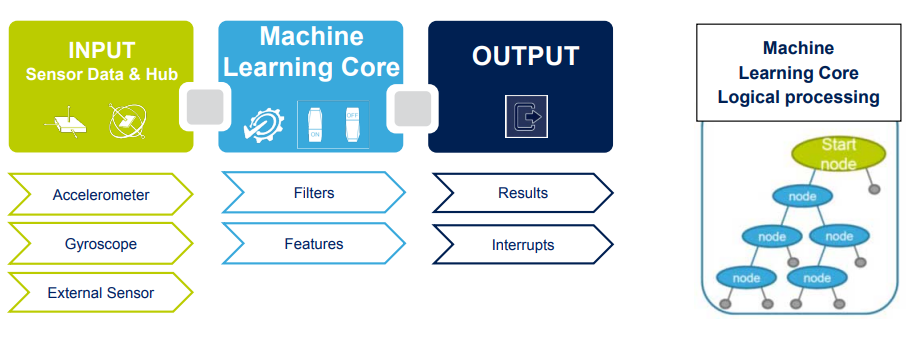 INPUT
Sensor Data & Hub
Machine
Learning Core
ON
OFF
OUTPUT
Accelerometer
Gyroscope
External Sensor
Filters
Features
Results
Interrupts
Machine
Learning Core
Logical processing
Start
node
node
node
node
node
node